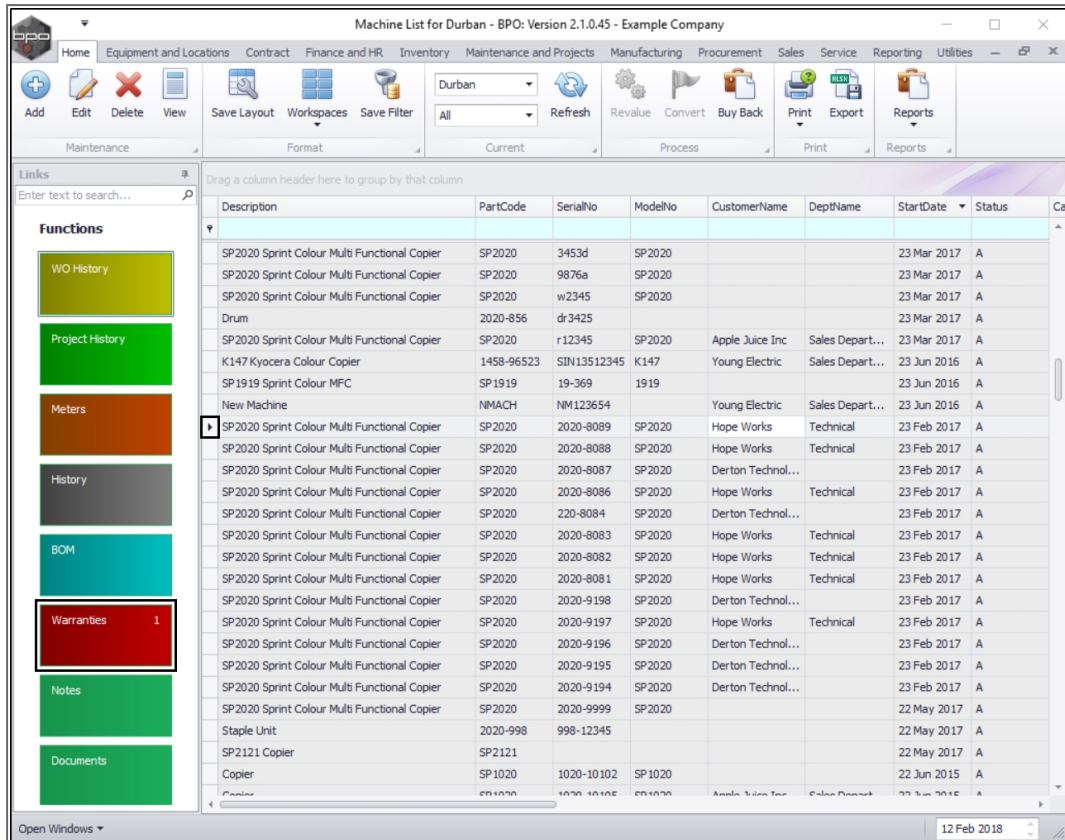 bpo
Machine List for Durban - BPO: Version 2.1.0.45 - Example Company
Home Equipment and Locations Contract Finance and HR Inventory Maintenance and Projects Manufacturing Procurement Sales Service Reporting Utilities
Add Edit Delete View Save Layout Workspaces Save Filter Durban All Refresh Revalue Convert Buy Back Print Export Reports
Maintenance Format Current Process Print Reports
Links
Enter text to search...
Functions
WO History
Project History
Meters
History
BOM
Warranties 1
Notes
Documents
Drag a column header here to group by that column
Description PartCode SerialNo ModelNo CustomerName DeptName StartDate Status Ca
SP2020 Sprint Colour Multi Functional Copier SP2020 3453d SP2020 23 Mar 2017 A
SP2020 Sprint Colour Multi Functional Copier SP2020 9876a SP2020 23 Mar 2017 A
SP2020 Sprint Colour Multi Functional Copier SP2020 w2345 SP2020 23 Mar 2017 A
Drum 2020-856 dr3425 23 Mar 2017 A
SP2020 Sprint Colour Multi Functional Copier SP2020 r12345 SP2020 Apple Juice Inc Sales Depart... 23 Mar 2017 A
K147 Kyocera Colour Copier 1458-96523 SIN13512345 K147 Young Electric Sales Depart... 23 Jun 2016 A
SP1919 Sprint Colour MFC SP1919 19-369 1919 23 Jun 2016 A
New Machine NMACH NM123654 Young Electric Sales Depart... 23 Jun 2016 A
SP2020 Sprint Colour Multi Functional Copier SP2020 2020-8089 SP2020 Hope Works Technical 23 Feb 2017 A
SP2020 Sprint Colour Multi Functional Copier SP2020 2020-8088 SP2020 Hope Works Technical 23 Feb 2017 A
SP2020 Sprint Colour Multi Functional Copier SP2020 2020-8087 SP2020 Derton Technol... 23 Feb 2017 A
SP2020 Sprint Colour Multi Functional Copier SP2020 2020-8086 SP2020 Hope Works Technical 23 Feb 2017 A
SP2020 Sprint Colour Multi Functional Copier SP2020 220-8084 SP2020 Derton Technol... 23 Feb 2017 A
SP2020 Sprint Colour Multi Functional Copier SP2020 2020-8083 SP2020 Hope Works Technical 23 Feb 2017 A
SP2020 Sprint Colour Multi Functional Copier SP2020 2020-8082 SP2020 Hope Works Technical 23 Feb 2017 A
SP2020 Sprint Colour Multi Functional Copier SP2020 2020-8081 SP2020 Hope Works Technical 23 Feb 2017 A
SP2020 Sprint Colour Multi Functional Copier SP2020 2020-9198 SP2020 Derton Technol... 23 Feb 2017 A
SP2020 Sprint Colour Multi Functional Copier SP2020 2020-9197 SP2020 Hope Works Technical 23 Feb 2017 A
SP2020 Sprint Colour Multi Functional Copier SP2020 2020-9196 SP2020 Derton Technol... 23 Feb 2017 A
SP2020 Sprint Colour Multi Functional Copier SP2020 2020-9195 SP2020 Derton Technol... 23 Feb 2017 A
SP2020 Sprint Colour Multi Functional Copier SP2020 2020-9194 SP2020 Derton Technol... 23 Feb 2017 A
SP2020 Sprint Colour Multi Functional Copier SP2020 2020-9999 SP2020 22 May 2017 A
Staple Unit 2020-998 998-12345 22 May 2017 A
SP2121 Copier SP2121 22 May 2017 A
Copier SP1020 1020-10102 SP1020 22 Jun 2015 A
Copier SP1020 1020-10105 SP1020 Apple Juice Inc Sales Depart... 22 Jun 2015 A
Open Windows 12 Feb 2018